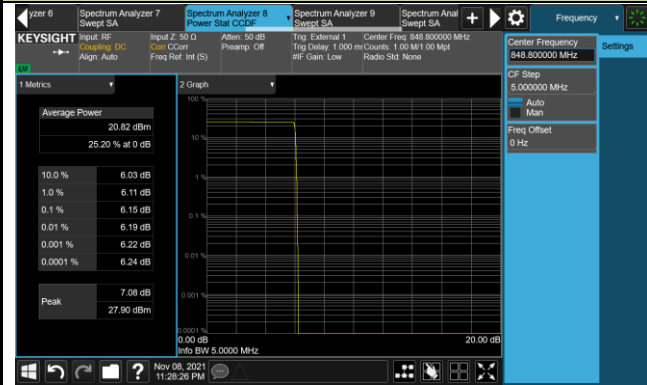 yzer 6
Spectrum Analyzer 7
Swept SA
Spectrum Analyzer 8
Power Stat CCDF
Spectrum Analyzer 9
Swept SA
Spectrum Anal
Swept SA
Frequency
KEYSIGHT
Input: RF
Coupling: DC
Align: Auto
Input Z: 50 Ω
Corr CCorr
Freq Ref: Int (S)
Atten: 50 dB
Preamp: Off
Trig: External 1
Trig Delay: 1.000 ms
#IF Gain: Low
Center Freq: 848.800000 MHz
Counts: 1.00 M/1.00 Mpt
Radio Std: None
1 Metrics
2 Graph
Average Power
20.82 dBm
25.20 % at 0 dB
10.0 % 6.03 dB
1.0 % 6.11 dB
0.1 % 6.15 dB
0.01 % 6.19 dB
0.001 % 6.22 dB
0.0001 % 6.24 dB
Peak
7.08 dB
27.90 dBm
100 %
10 %
1 %
0.1 %
0.01 %
0.001 %
0.0001 %
0.00 dB
20.00 dB
Info BW 5.0000 MHz
Center Frequency
848.800000 MHz
Settings
CF Step
5.000000 MHz
Auto
Man
Freq Offset
0 Hz
?
Nov 08, 2021
11:28:26 PM